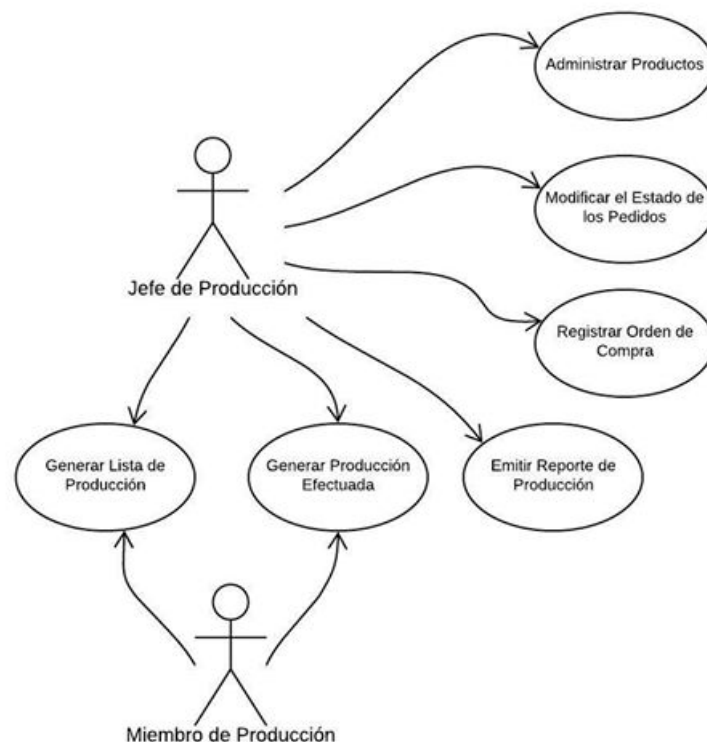 Administrar Productos
Modificar el Estado de
los Pedidos
Jefe de Producción
Registrar Orden de
Compra
Generar Lista de
Producción
Generar Producción
Efectuada
Emitir Reporte de
Producción
Miembro de Producción